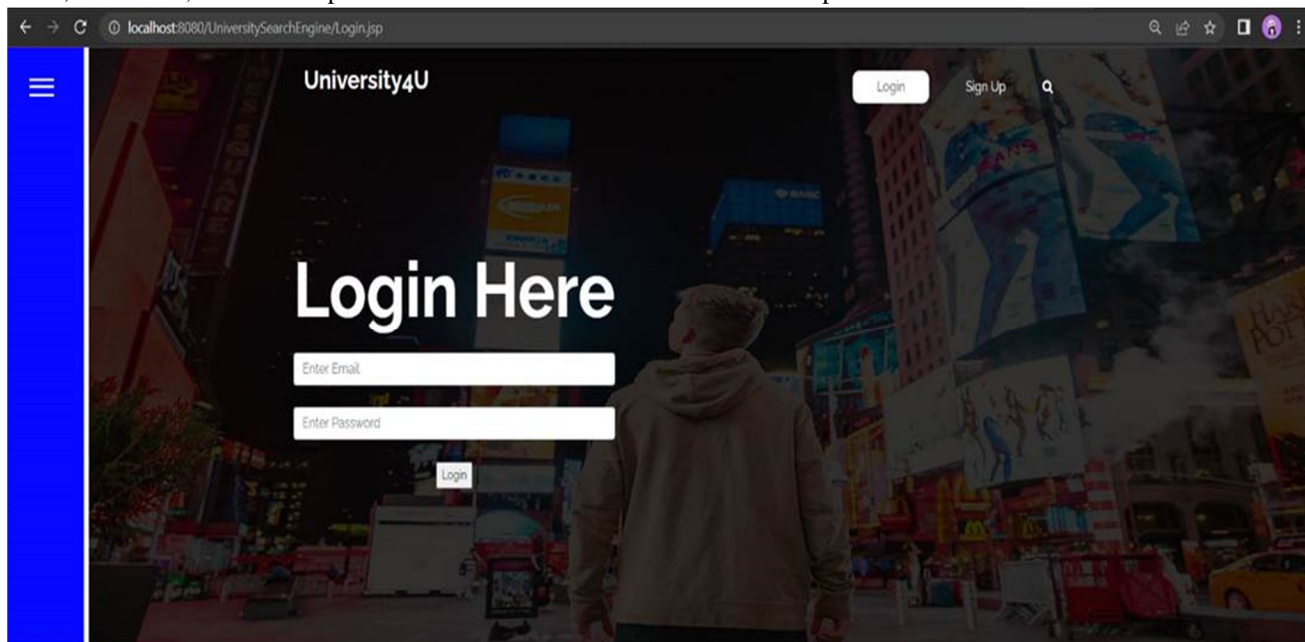 localhost:8080/UniversitySearchEngine/Login.jsp
University4U
Login
Sign Up
Login Here
Enter Email
Enter Password
Login